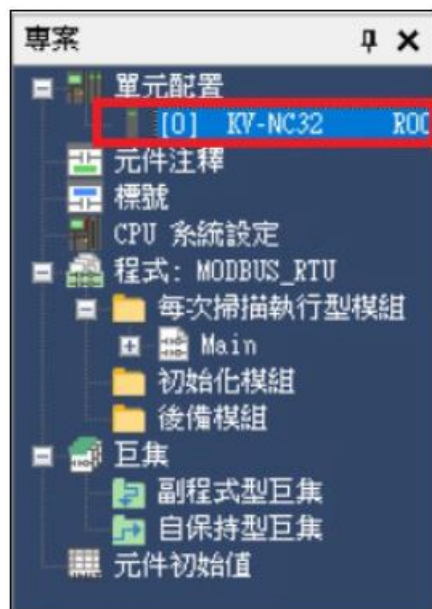 專案
單元配置
[0] KV-NC32 R00
元件注釋
標號
CPU 系統設定
程式: MODBUS_RTU
每次掃描執行型模組
Main
初始化模組
後備模組
巨集
副程式型巨集
自保持型巨集
元件初始值